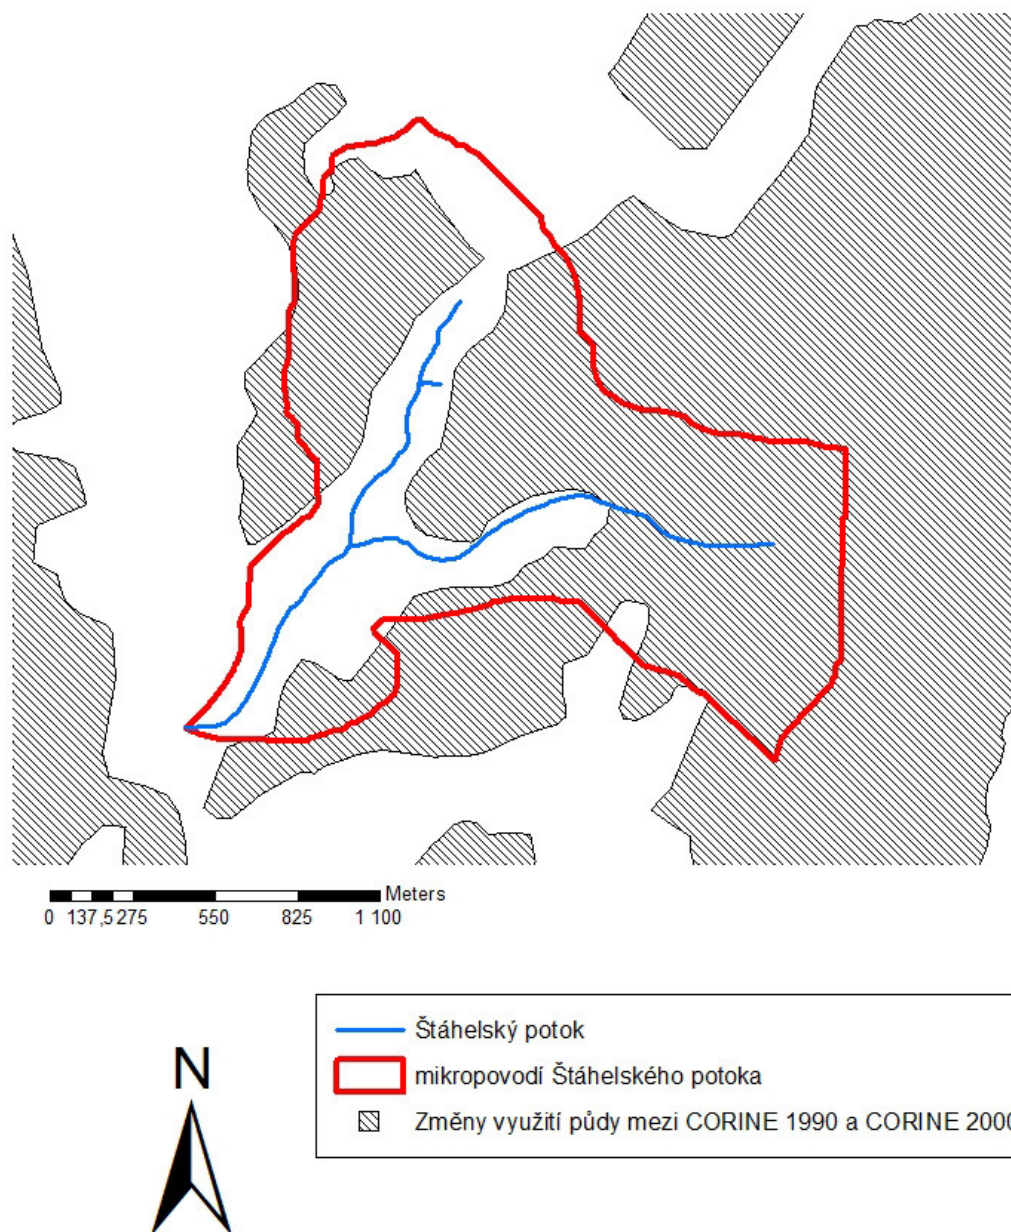 Meters
0 137,5 275 550 825 1 100
N
Štáhelský potok
mikropovodí Štáhelského potoka
Změny využití půdy mezi CORINE 1990 a CORINE 2000